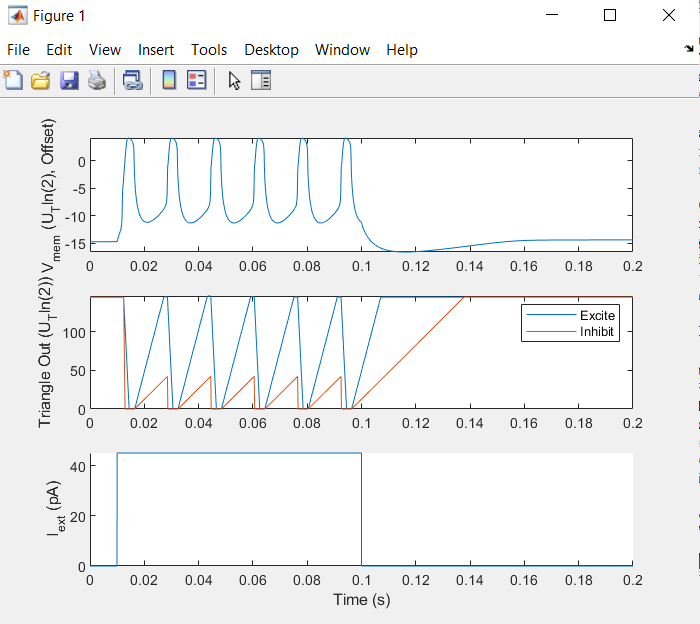 Figure 1
File Edit View Insert Tools Desktop Window Help
V_mem (U_T ln(2), Offset)
0
-5
-10
-15
0 0.02 0.04 0.06 0.08 0.1 0.12 0.14 0.16 0.18 0.2
Triangle Out (U_T ln(2))
100
50
0
Excite
Inhibit
0 0.02 0.04 0.06 0.08 0.1 0.12 0.14 0.16 0.18 0.2
I_ext (pA)
40
20
0
0 0.02 0.04 0.06 0.08 0.1 0.12 0.14 0.16 0.18 0.2
Time (s)